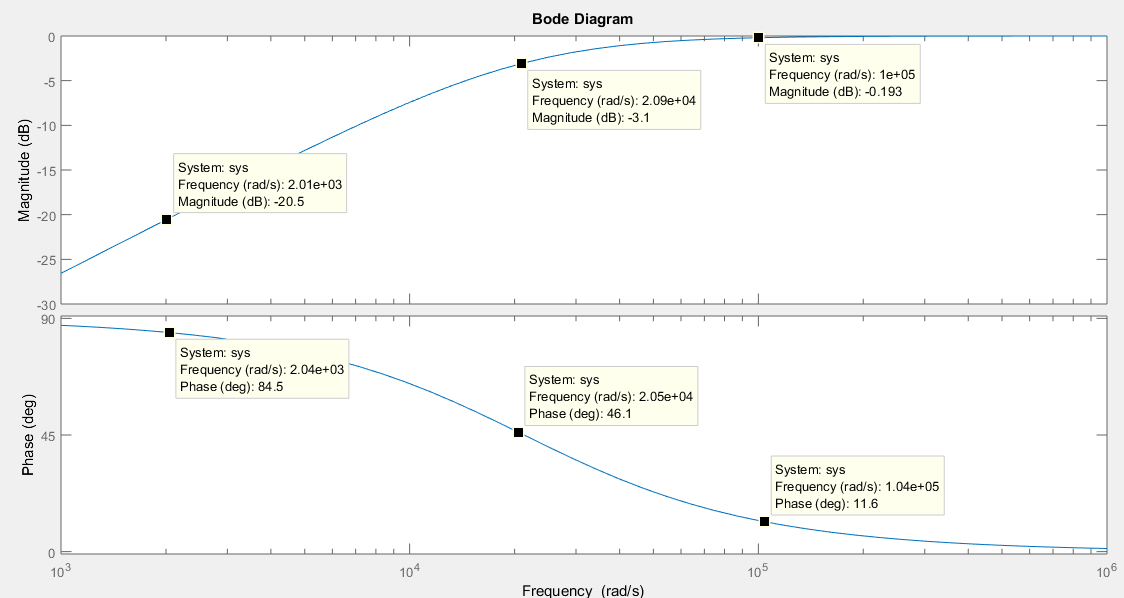 Bode Diagram
Magnitude (dB)
0
-5
-10
-15
-20
-25
-30
System: sys
Frequency (rad/s): 2.01e+03
Magnitude (dB): -20.5
System: sys
Frequency (rad/s): 2.09e+04
Magnitude (dB): -3.1
System: sys
Frequency (rad/s): 1e+05
Magnitude (dB): -0.193
Phase (deg)
90
45
0
System: sys
Frequency (rad/s): 2.04e+03
Phase (deg): 84.5
System: sys
Frequency (rad/s): 2.05e+04
Phase (deg): 46.1
System: sys
Frequency (rad/s): 1.04e+05
Phase (deg): 11.6
10³ 10⁴ 10⁵ 10⁶
Frequency (rad/s)